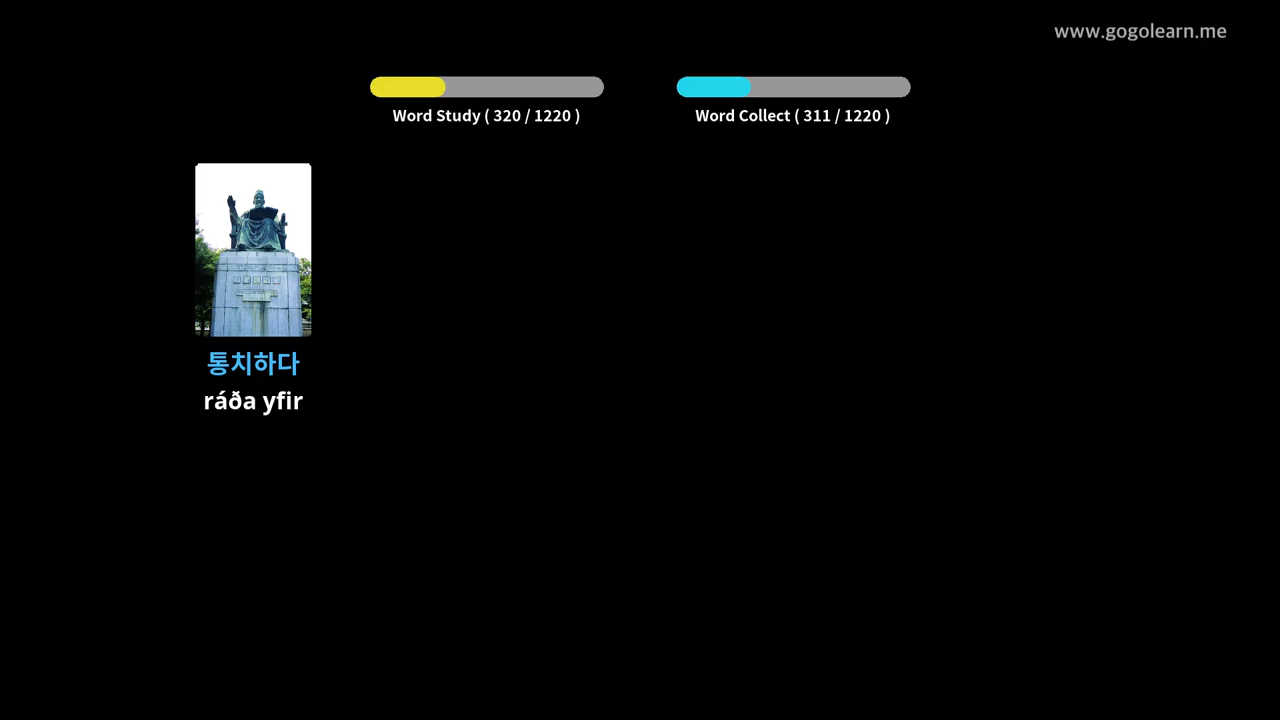 www.gogolearn.me
Word Study ( 320 / 1220 )
Word Collect ( 311 / 1220 )
통치하다
ráða yfir